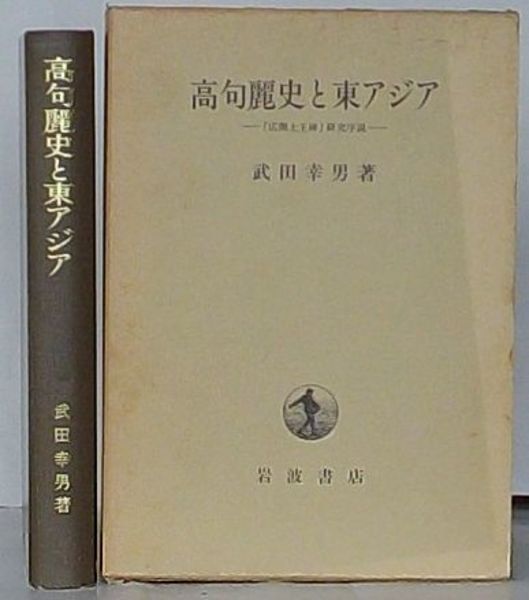 高句麗史と東アジア
武田幸男著
高句麗史と東アジア
―「広開土王碑」研究序説―
武田幸男著
岩波書店